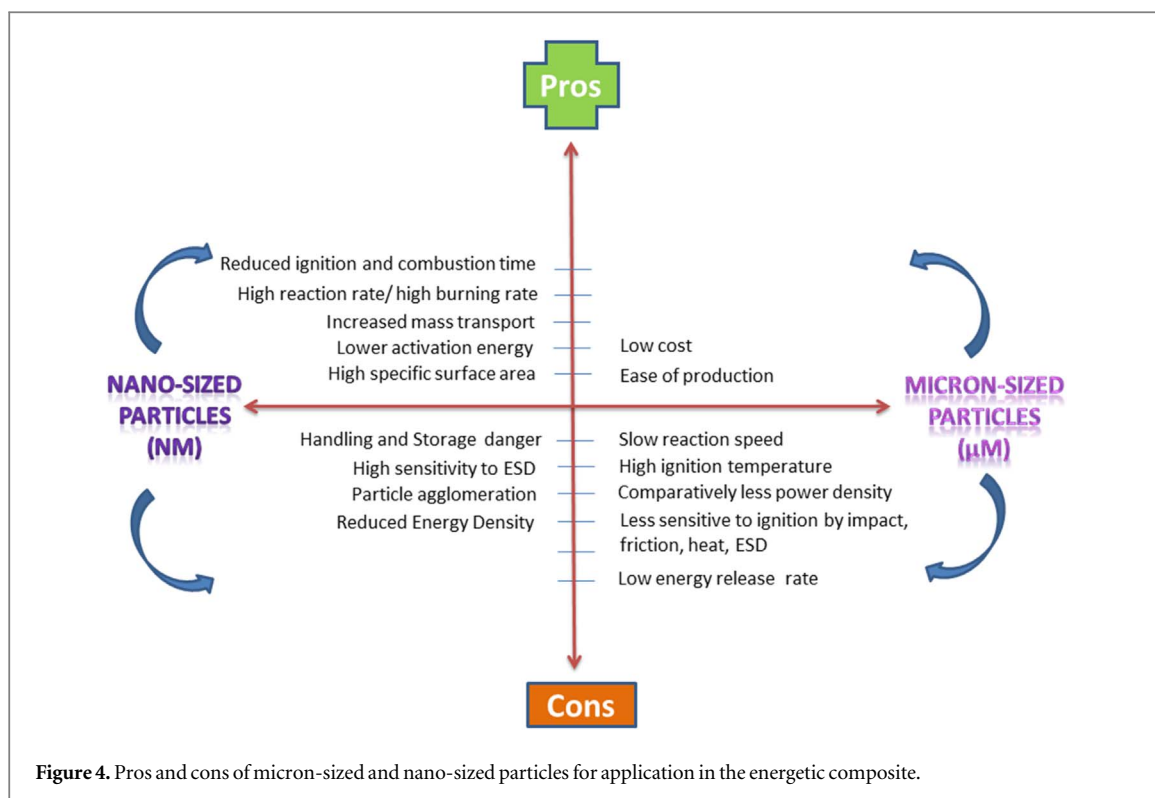 Pros
Reduced ignition and combustion time
High reaction rate/ high burning rate
Increased mass transport
Lower activation energy
High specific surface area
Low cost
Ease of production
NANO-SIZED
PARTICLES
(NM)
MICRON-SIZED
PARTICLES
(μM)
Handling and Storage danger
High sensitivity to ESD
Particle agglomeration
Reduced Energy Density
Slow reaction speed
High ignition temperature
Comparatively less power density
Less sensitive to ignition by impact,
friction, heat, ESD
Low energy release rate
Cons
Figure 4. Pros and cons of micron-sized and nano-sized particles for application in the energetic composite.